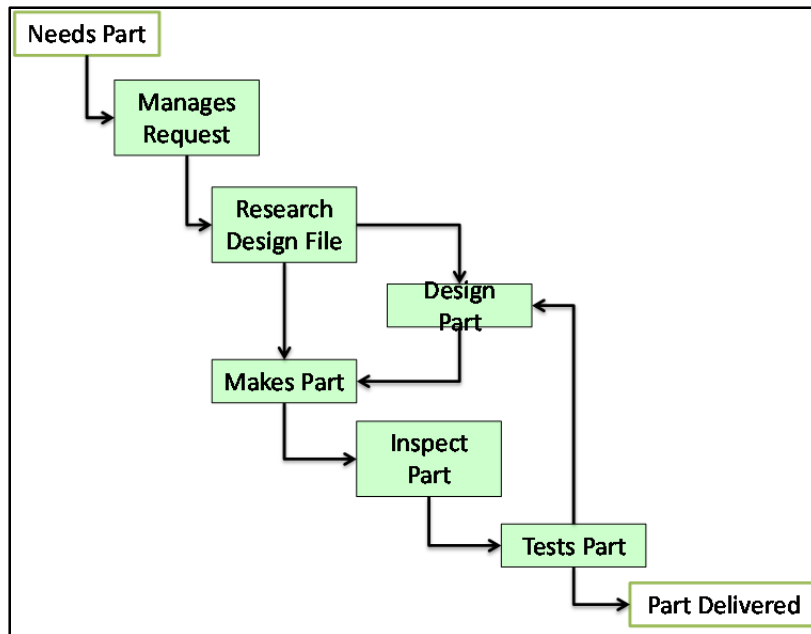 Needs Part
Manages
Request
Research
Design File
Design
Part
Makes Part
Inspect
Part
Tests Part
Part Delivered